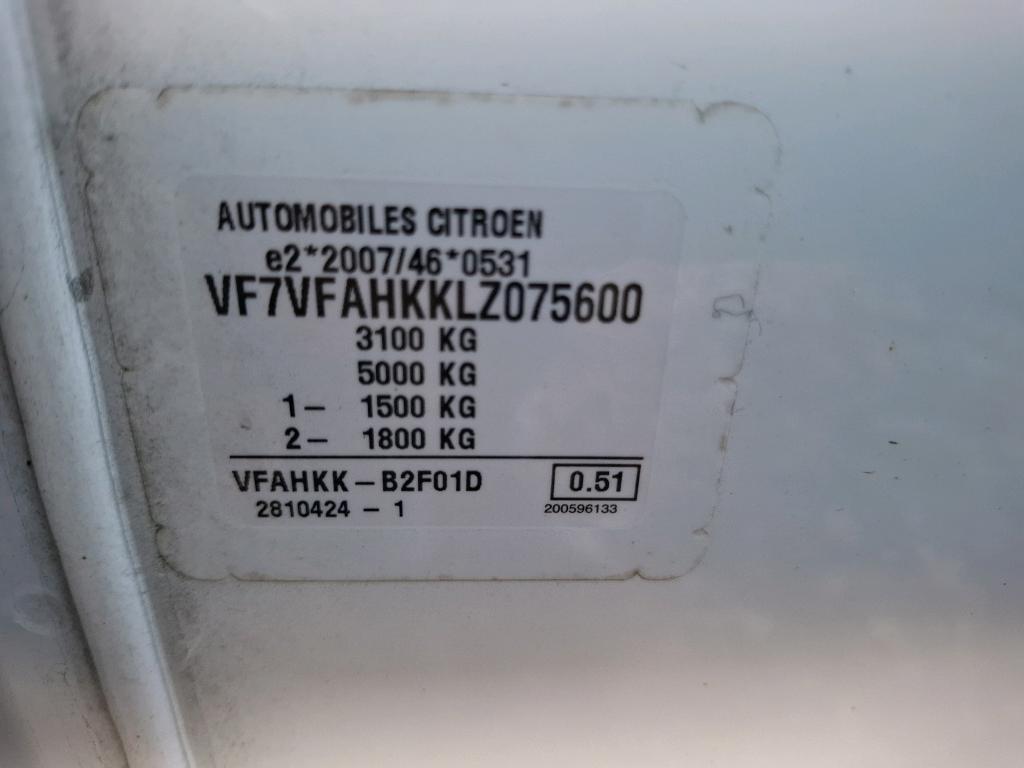 AUTOMOBILES CITROEN
e2*2007/46*0531
VF7VFAHKKLZ075600
3100 KG
5000 KG
1- 1500 KG
2- 1800 KG
VFAHKK-B2F01D 0.51
2810424-1 200596133